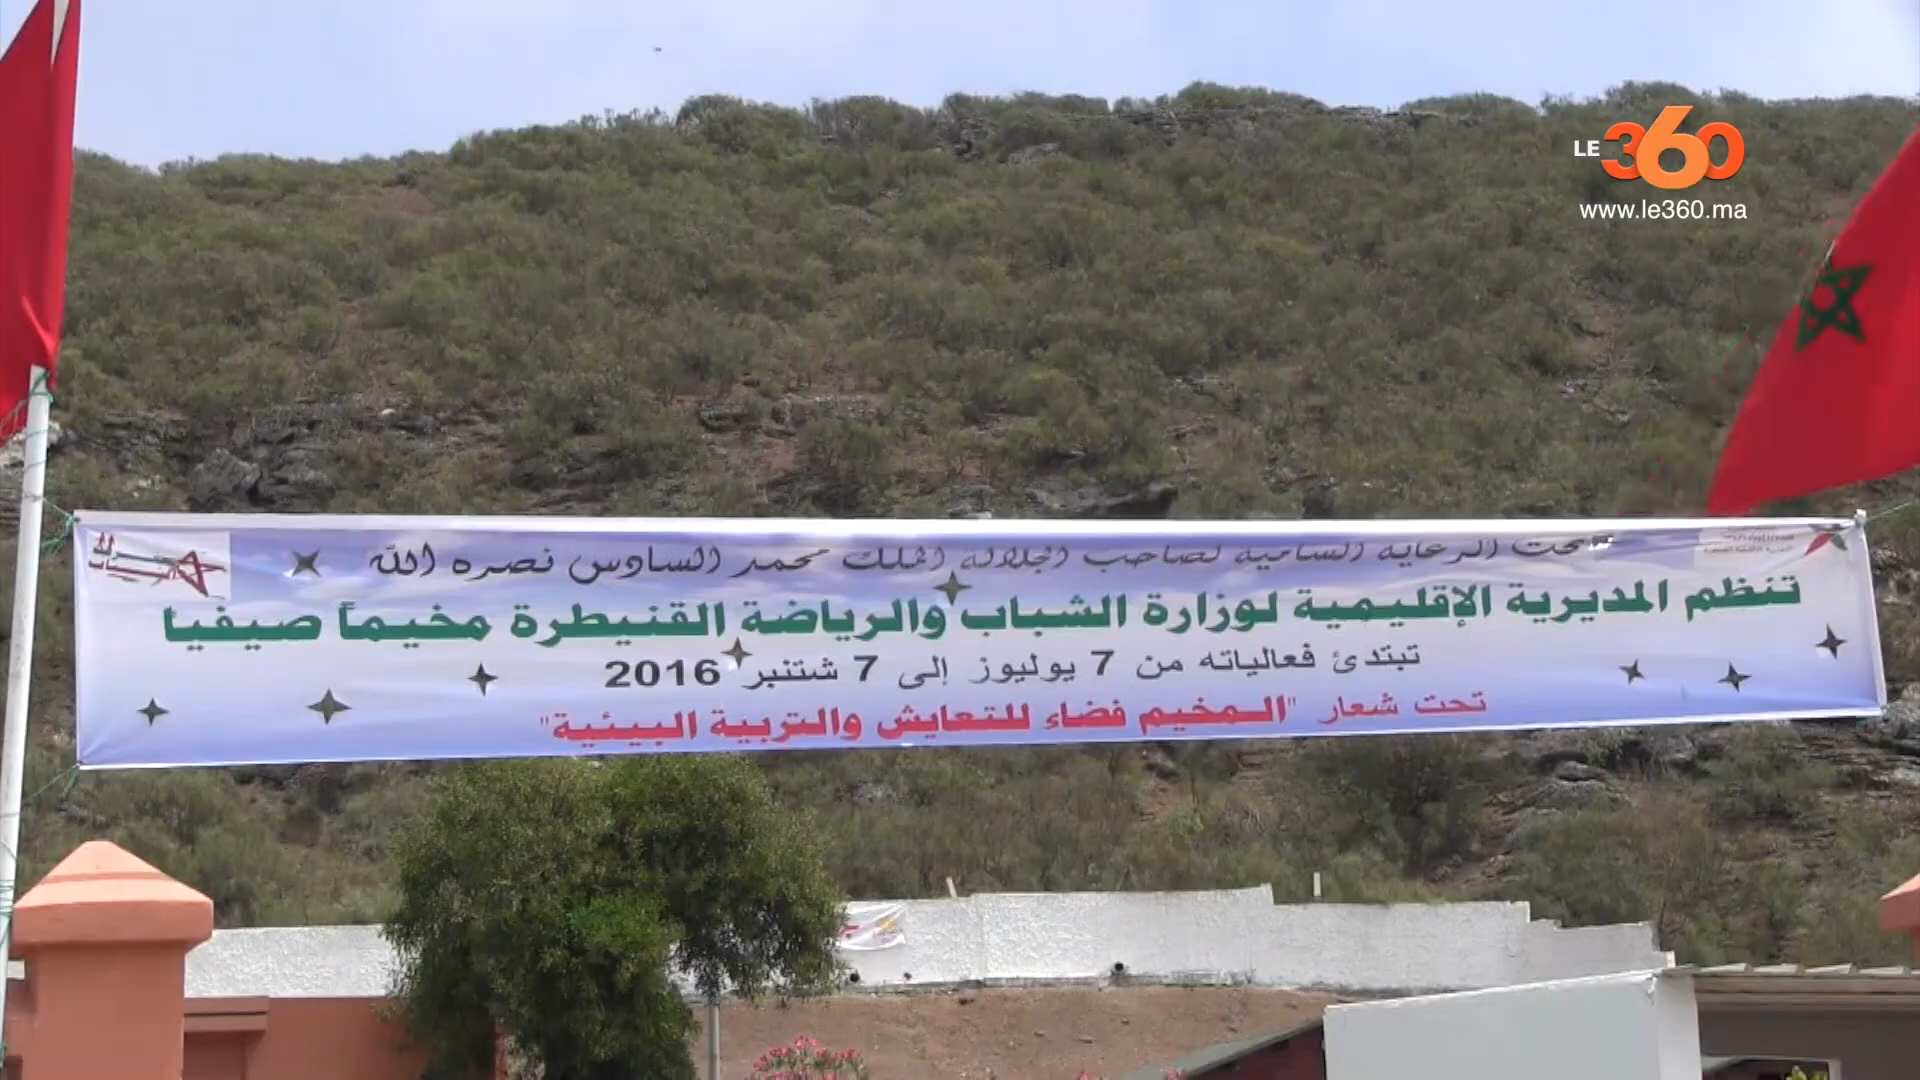 LE 360
www.le360.ma
تحت الرعاية السامية لصاحب الجلالة الملك محمد السادس نصره الله
تنظم المديرية الإقليمية لوزارة الشباب والرياضة القنيطرة مخيماً صيفياً
تبتدئ فعالياته من 7 يوليوز إلى 7 شتنبر 2016
تحت شعار "المخيم فضاء للتعايش والتربية البيئية"